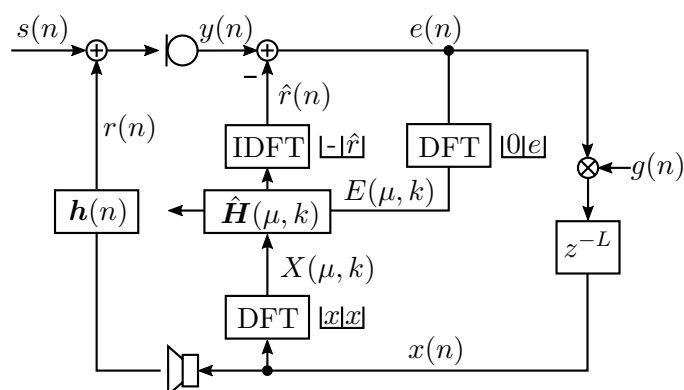 s(n) y(n) e(n)
−
r̂(n)
r(n)
IDFT |-|r̂| DFT |0|e|
g(n)
E(μ, k)
h(n) Ĥ(μ, k)
z⁻ᴸ
X(μ, k)
DFT |x|x|
x(n)